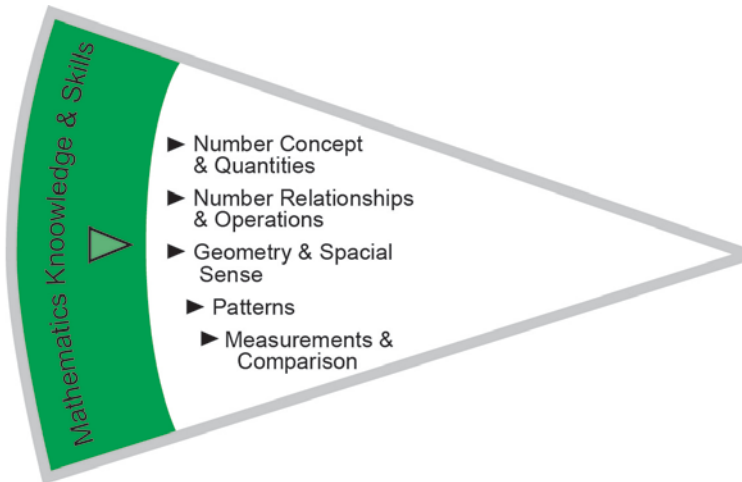 Mathematics Knoowledge & Skills
► Number Concept
& Quantities
► Number Relationships
& Operations
► Geometry & Spacial
Sense
► Patterns
► Measurements &
Comparison